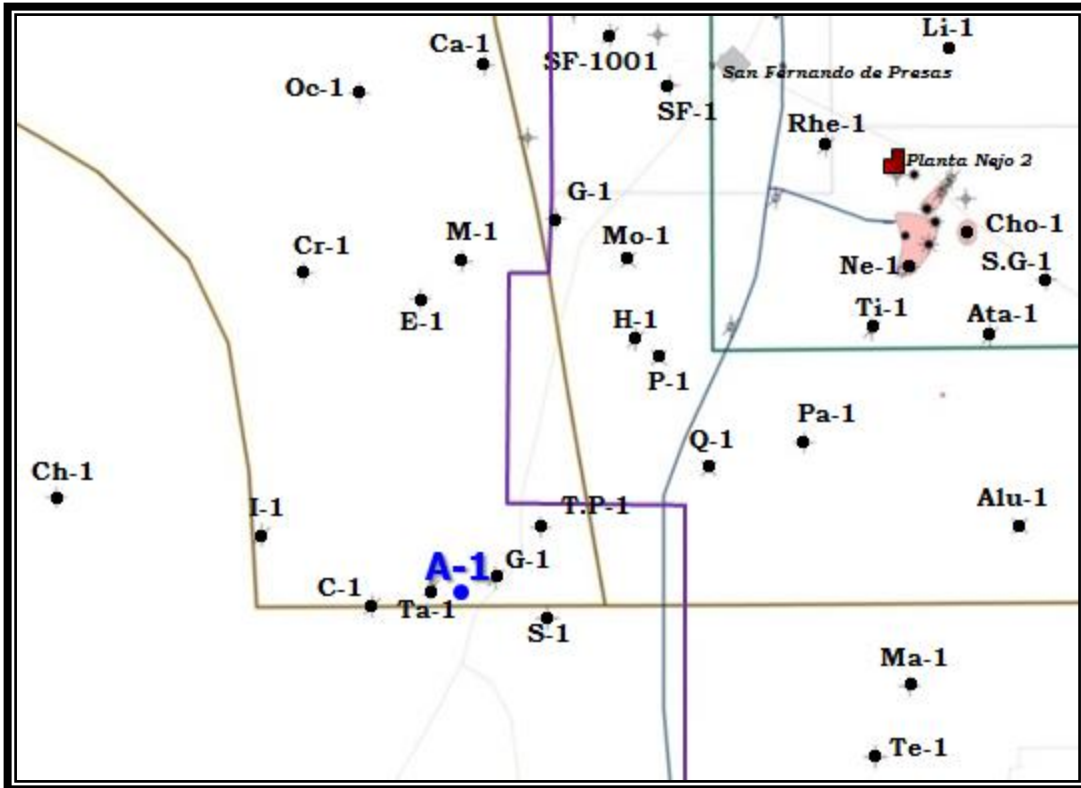 Li-1
Ca-1
SF-1001
San Fernando de Presas
Oc-1
SF-1
Rhe-1
Planta Nejo 2
G-1
Cho-1
M-1
Mo-1
Cr-1
Ne-1
S.G-1
E-1
H-1
Ti-1
Ata-1
P-1
Pa-1
Q-1
Ch-1
Alu-1
I-1
T.P-1
A-1
G-1
C-1
Ta-1
S-1
Ma-1
Te-1